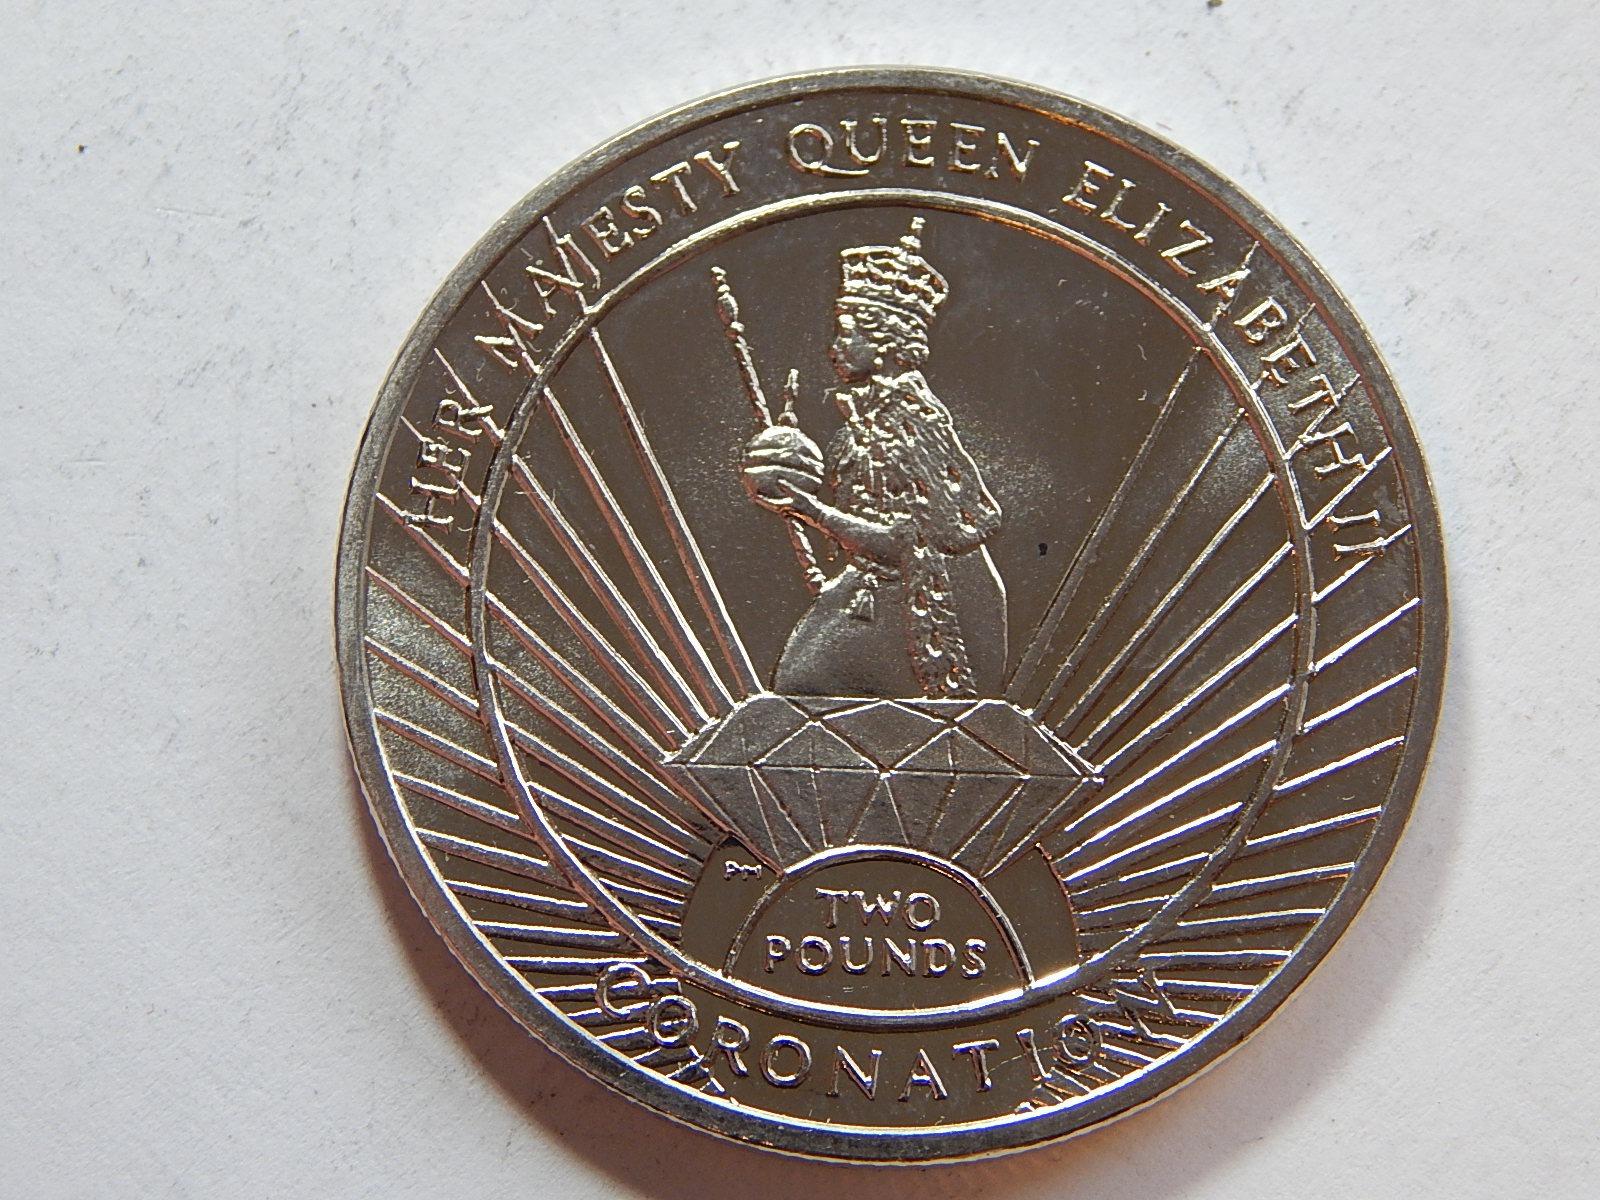 HER MAJESTY QUEEN ELIZABETH II
PM
TWO
POUNDS
CORONATION